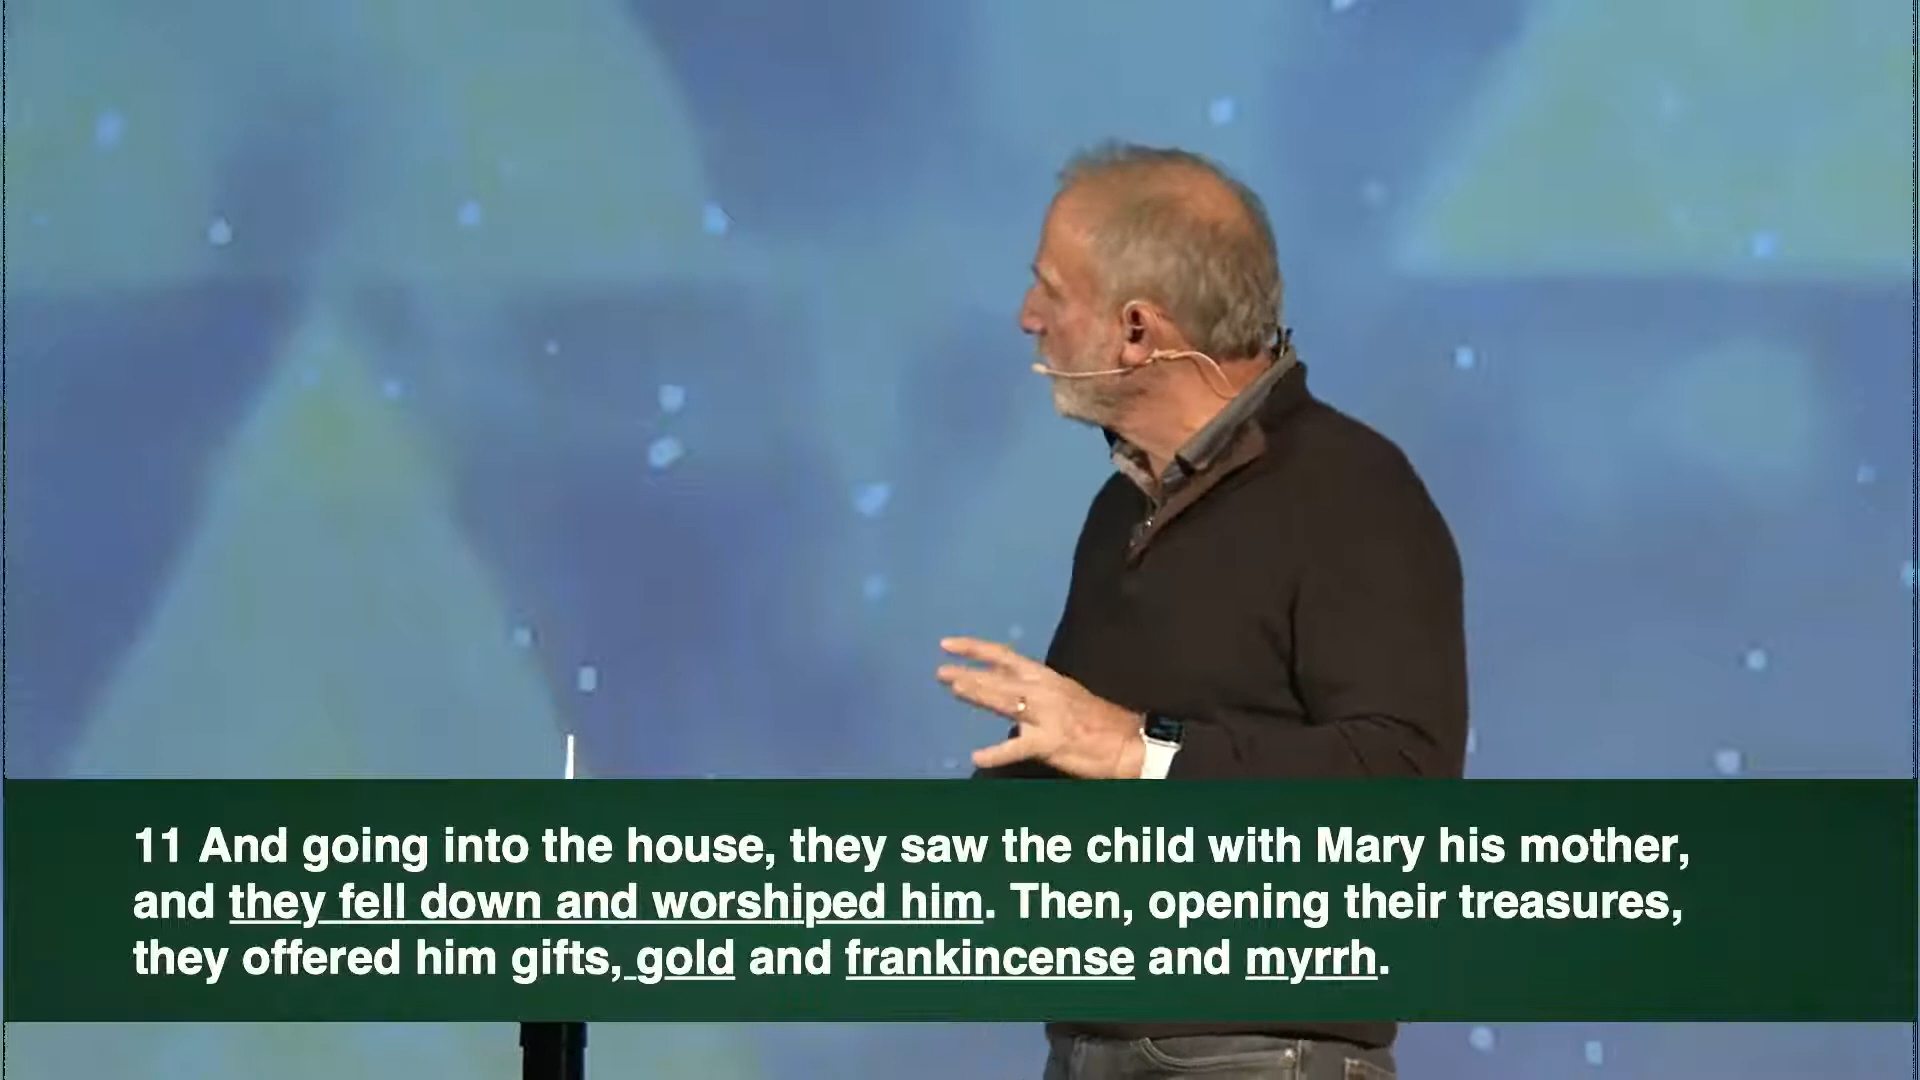 11 And going into the house, they saw the child with Mary his mother,
and they fell down and worshiped him. Then, opening their treasures,
they offered him gifts, gold and frankincense and myrrh.